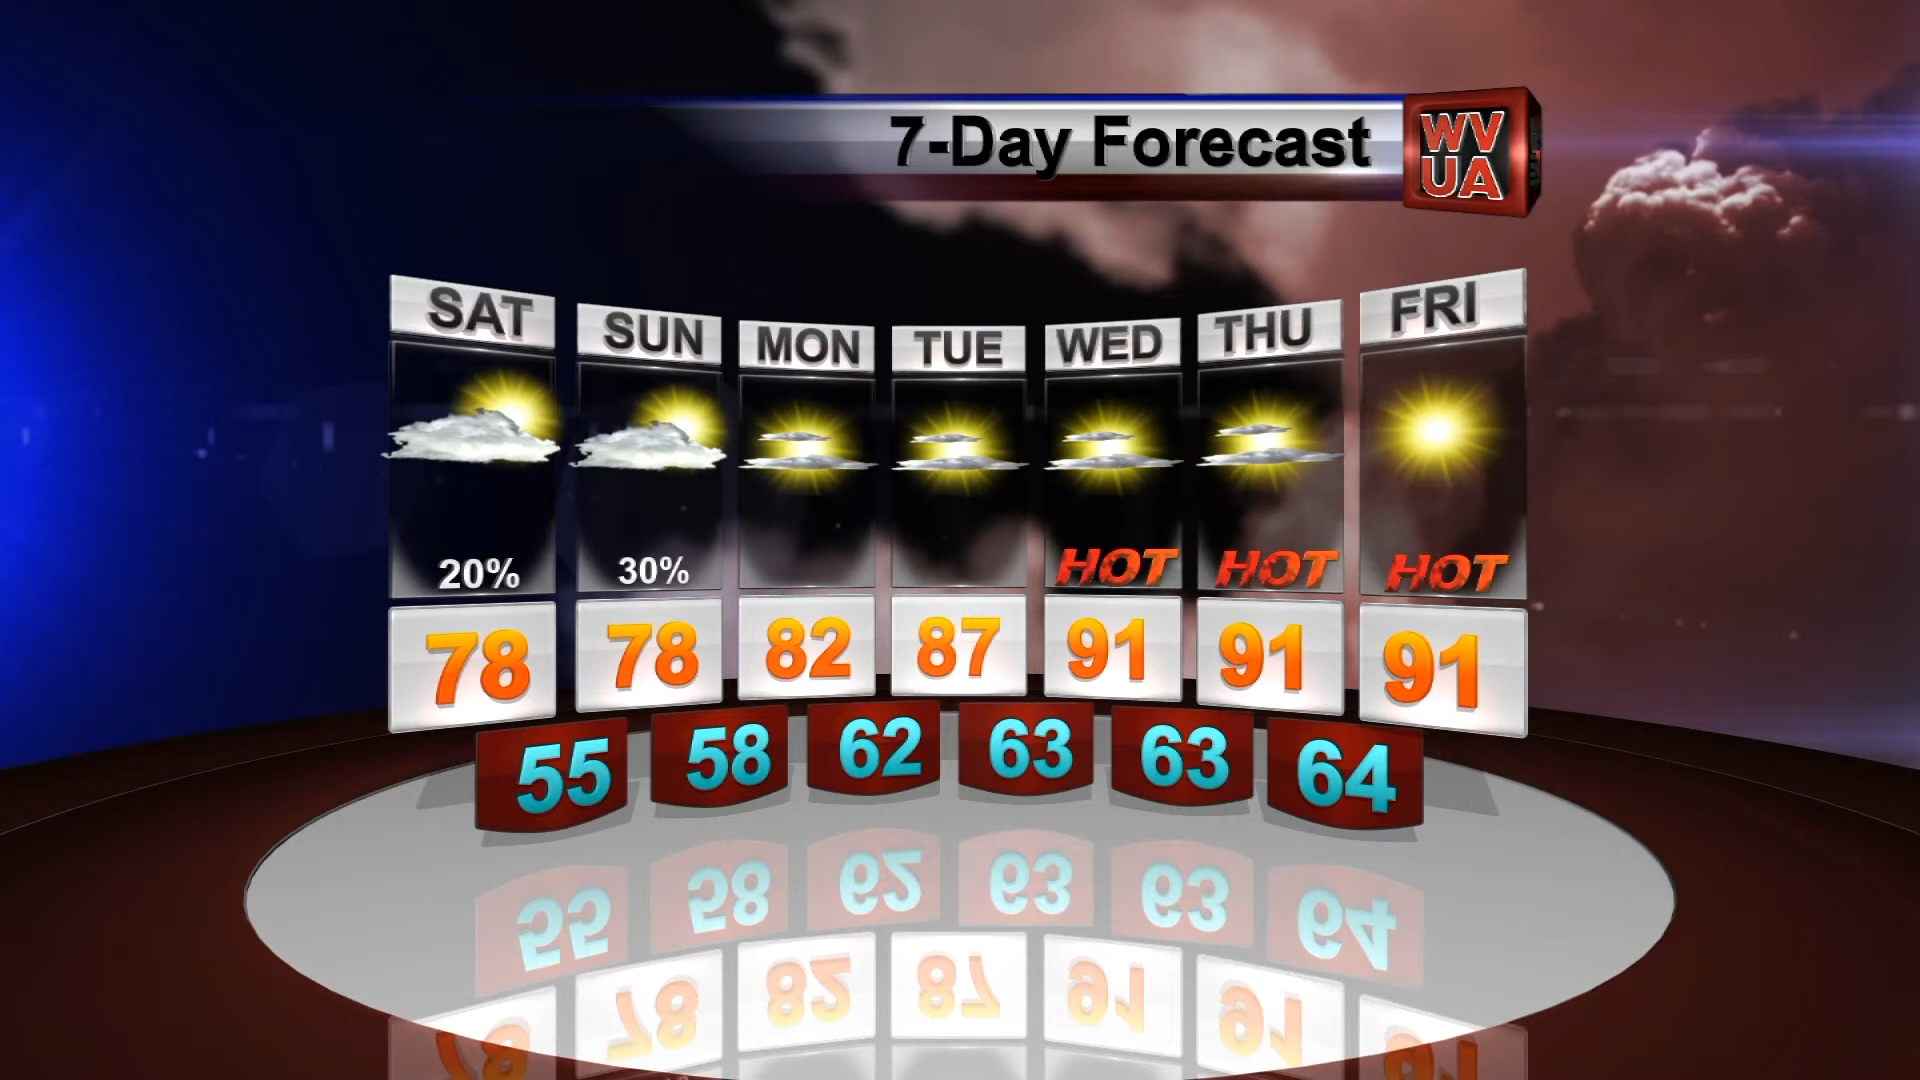 7-Day Forecast
WV
UA
SAT SUN MON TUE WED THU FRI
20% 30% HOT HOT HOT
78 78 82 87 91 91 91
55 58 62 63 63 64